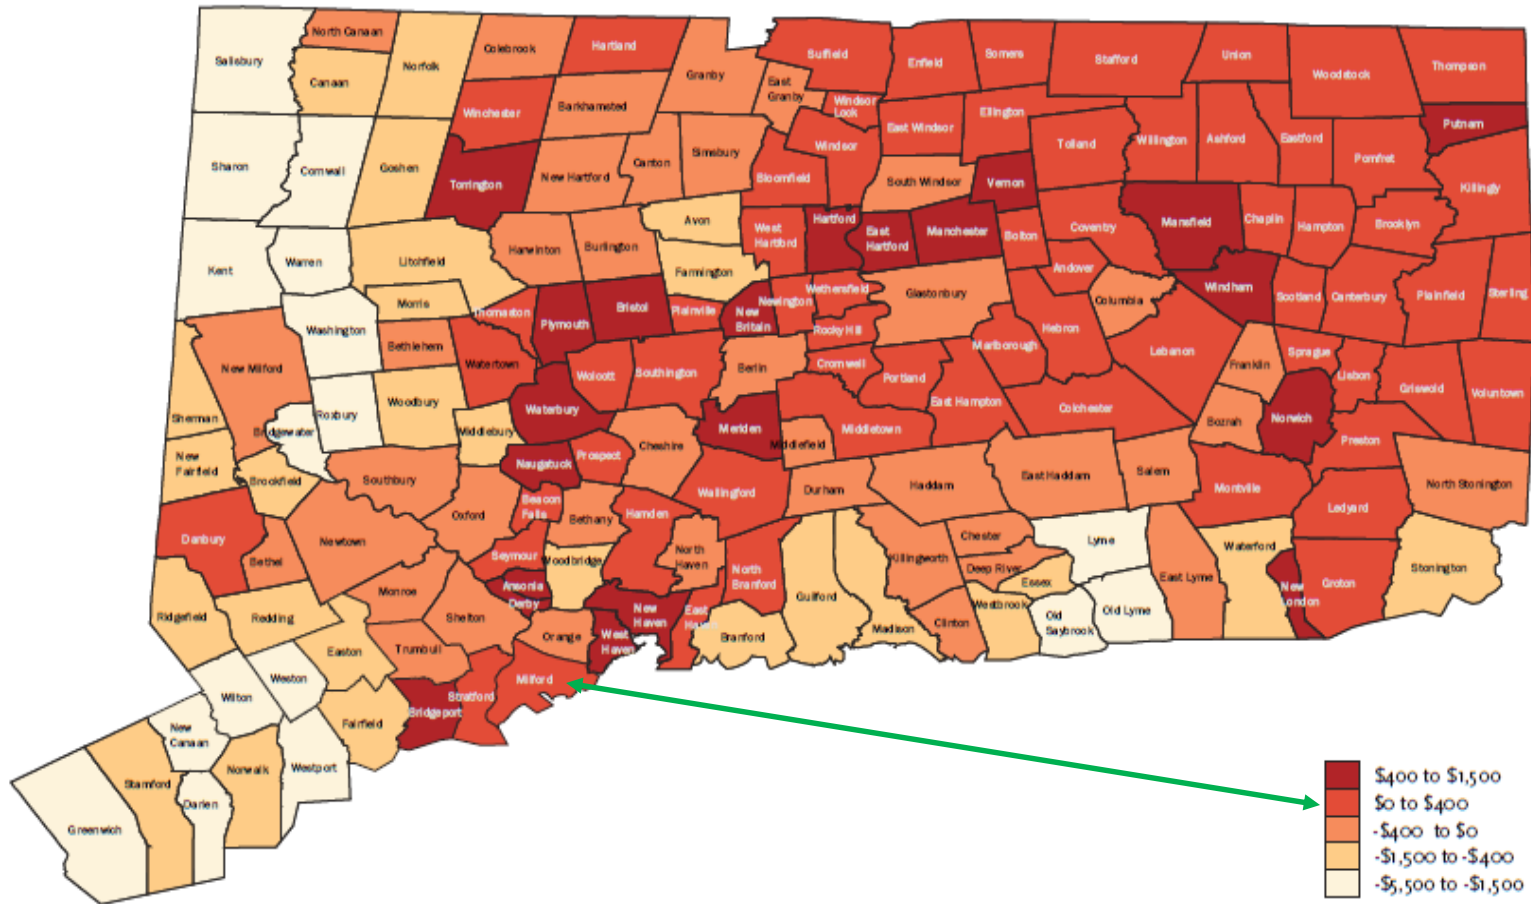 North Canaan
Colebrook
Hartland
Salisbury
Canaan
Norfolk
Granby
Suffield
Enfield
Somers
Stafford
Union
Woodstock
Thompson
East
Granby
Windsor
Lock
Winchester
Barkhamsted
East Windsor
Ellington
Putnam
Sharon
Cornwall
Goshen
Torrington
New Hartford
Canton
Simsbury
Windsor
Bloomfield
South Windsor
Vernon
Tolland
Willington
Ashford
Eastford
Pomfret
Killingly
Kent
Warren
Litchfield
Harwinton
Burlington
Avon
Farmington
West
Hartford
Hartford
East
Hartford
Manchester
Bolton
Coventry
Andover
Mansfield
Chaplin
Hampton
Brooklyn
Morris
Thomaston
Plymouth
Bristol
Plainville
New
Britain
Newington
Wethersfield
Rocky Hill
Glastonbury
Columbia
Windham
Scotland
Canterbury
Plainfield
Sterling
Washington
Bethlehem
Watertown
New Milford
Wolcott
Southington
Berlin
Cromwell
Portland
Marlborough
Hebron
Lebanon
Franklin
Sprague
Lisbon
Griswold
Voluntown
Sherman
Bridgewater
Roxbury
Woodbury
Middlebury
Waterbury
Cheshire
Meriden
Middlefield
Middletown
East Hampton
Colchester
Bozrah
Norwich
Preston
New
Fairfield
Brookfield
Southbury
Naugatuck
Prospect
Beacon
Falls
Wallingford
Durham
Haddam
East Haddam
Salem
Montville
Ledyard
North Stonington
Danbury
Bethel
Newtown
Oxford
Bethany
Hamden
Seymour
Woodbridge
North
Haven
North
Branford
Guilford
Madison
Killingworth
Chester
Deep River
Essex
Lyme
East Lyme
Waterford
New
London
Groton
Stonington
Ridgefield
Redding
Monroe
Shelton
Ansonia
Derby
Orange
New
Haven
West
Haven
East
Haven
Branford
Clinton
Westbrook
Old
Saybrook
Old Lyme
Easton
Trumbull
Weston
Wilton
Fairfield
Bridgeport
Stratford
Milford
New
Canaan
Stamford
Norwalk
Westport
Darien
Greenwich
$400 to $1,500
$0 to $400
-$400 to $0
-$1,500 to -$400
-$5,500 to -$1,500